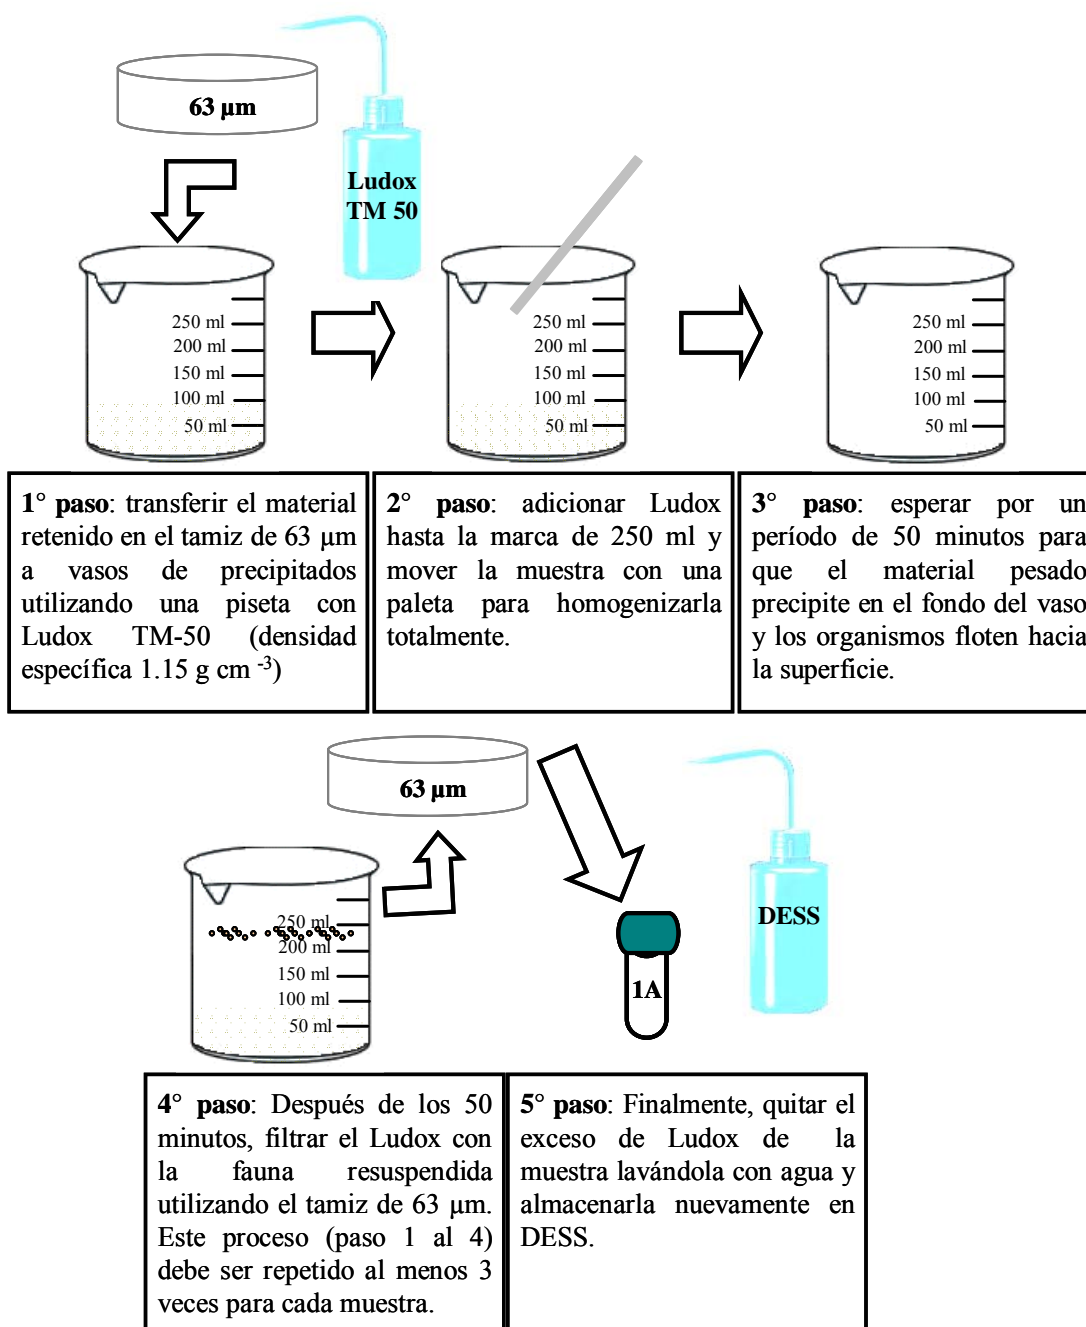 63 µm
Ludox
TM 50
250 ml
200 ml
150 ml
100 ml
50 ml
250 ml
200 ml
150 ml
100 ml
50 ml
250 ml
200 ml
150 ml
100 ml
50 ml
1° paso: transferir el material
retenido en el tamiz de 63 µm
a vasos de precipitados
utilizando una piseta con
Ludox TM-50 (densidad
específica 1.15 g cm -3)
2° paso: adicionar Ludox
hasta la marca de 250 ml y
mover la muestra con una
paleta para homogenizarla
totalmente.
3° paso: esperar por un
período de 50 minutos para
que el material pesado
precipite en el fondo del vaso
y los organismos floten hacia
la superficie.
63 µm
250 ml
200 ml
150 ml
100 ml
50 ml
1A
DESS
4° paso: Después de los 50
minutos, filtrar el Ludox con
la fauna resuspendida
utilizando el tamiz de 63 µm.
Este proceso (paso 1 al 4)
debe ser repetido al menos 3
veces para cada muestra.
5° paso: Finalmente, quitar el
exceso de Ludox de la
muestra lavándola con agua y
almacenarla nuevamente en
DESS.